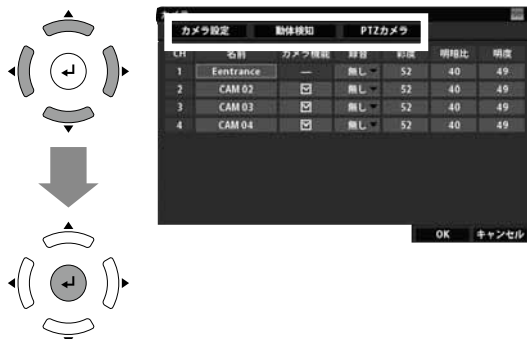 カメラ
カメラ設定 動体検知 PTZカメラ
CH 名前 カメラ機能 録音 彩度 明暗比 明度
1 Eentrance — 無し 52 40 49
2 CAM 02 無し 52 40 49
3 CAM 03 無し 52 40 49
4 CAM 04 無し 52 40 49
OK キャンセル